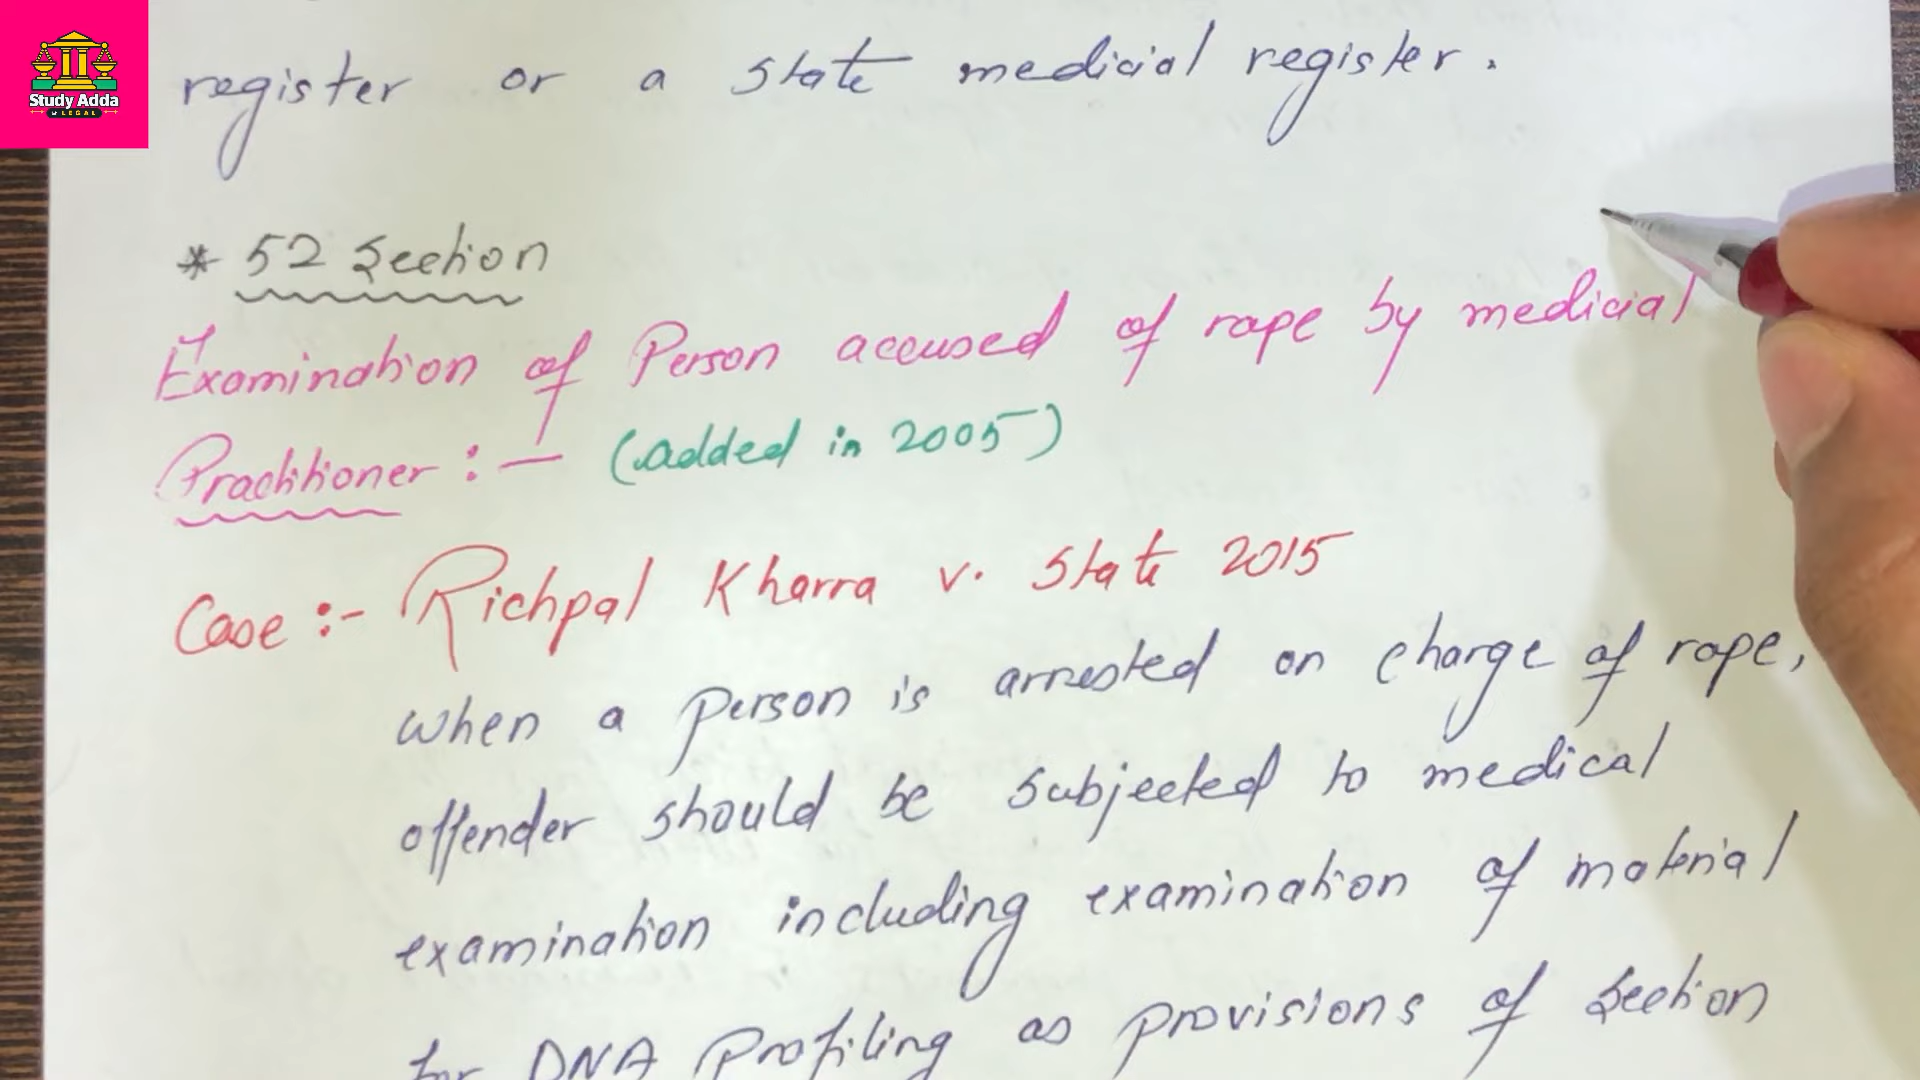 Study Adda
LEGAL
register or a state medicial register.
* 52 Section
Examination of Person accused of rape by medicial
Practitioner :- (added in 2005)
Case :- Richpal Kharra v. State 2015
when a person is arrested on charge of rape,
offender should be subjected to medical
examination including examination of material
for DNA Profiling as provisions of Section